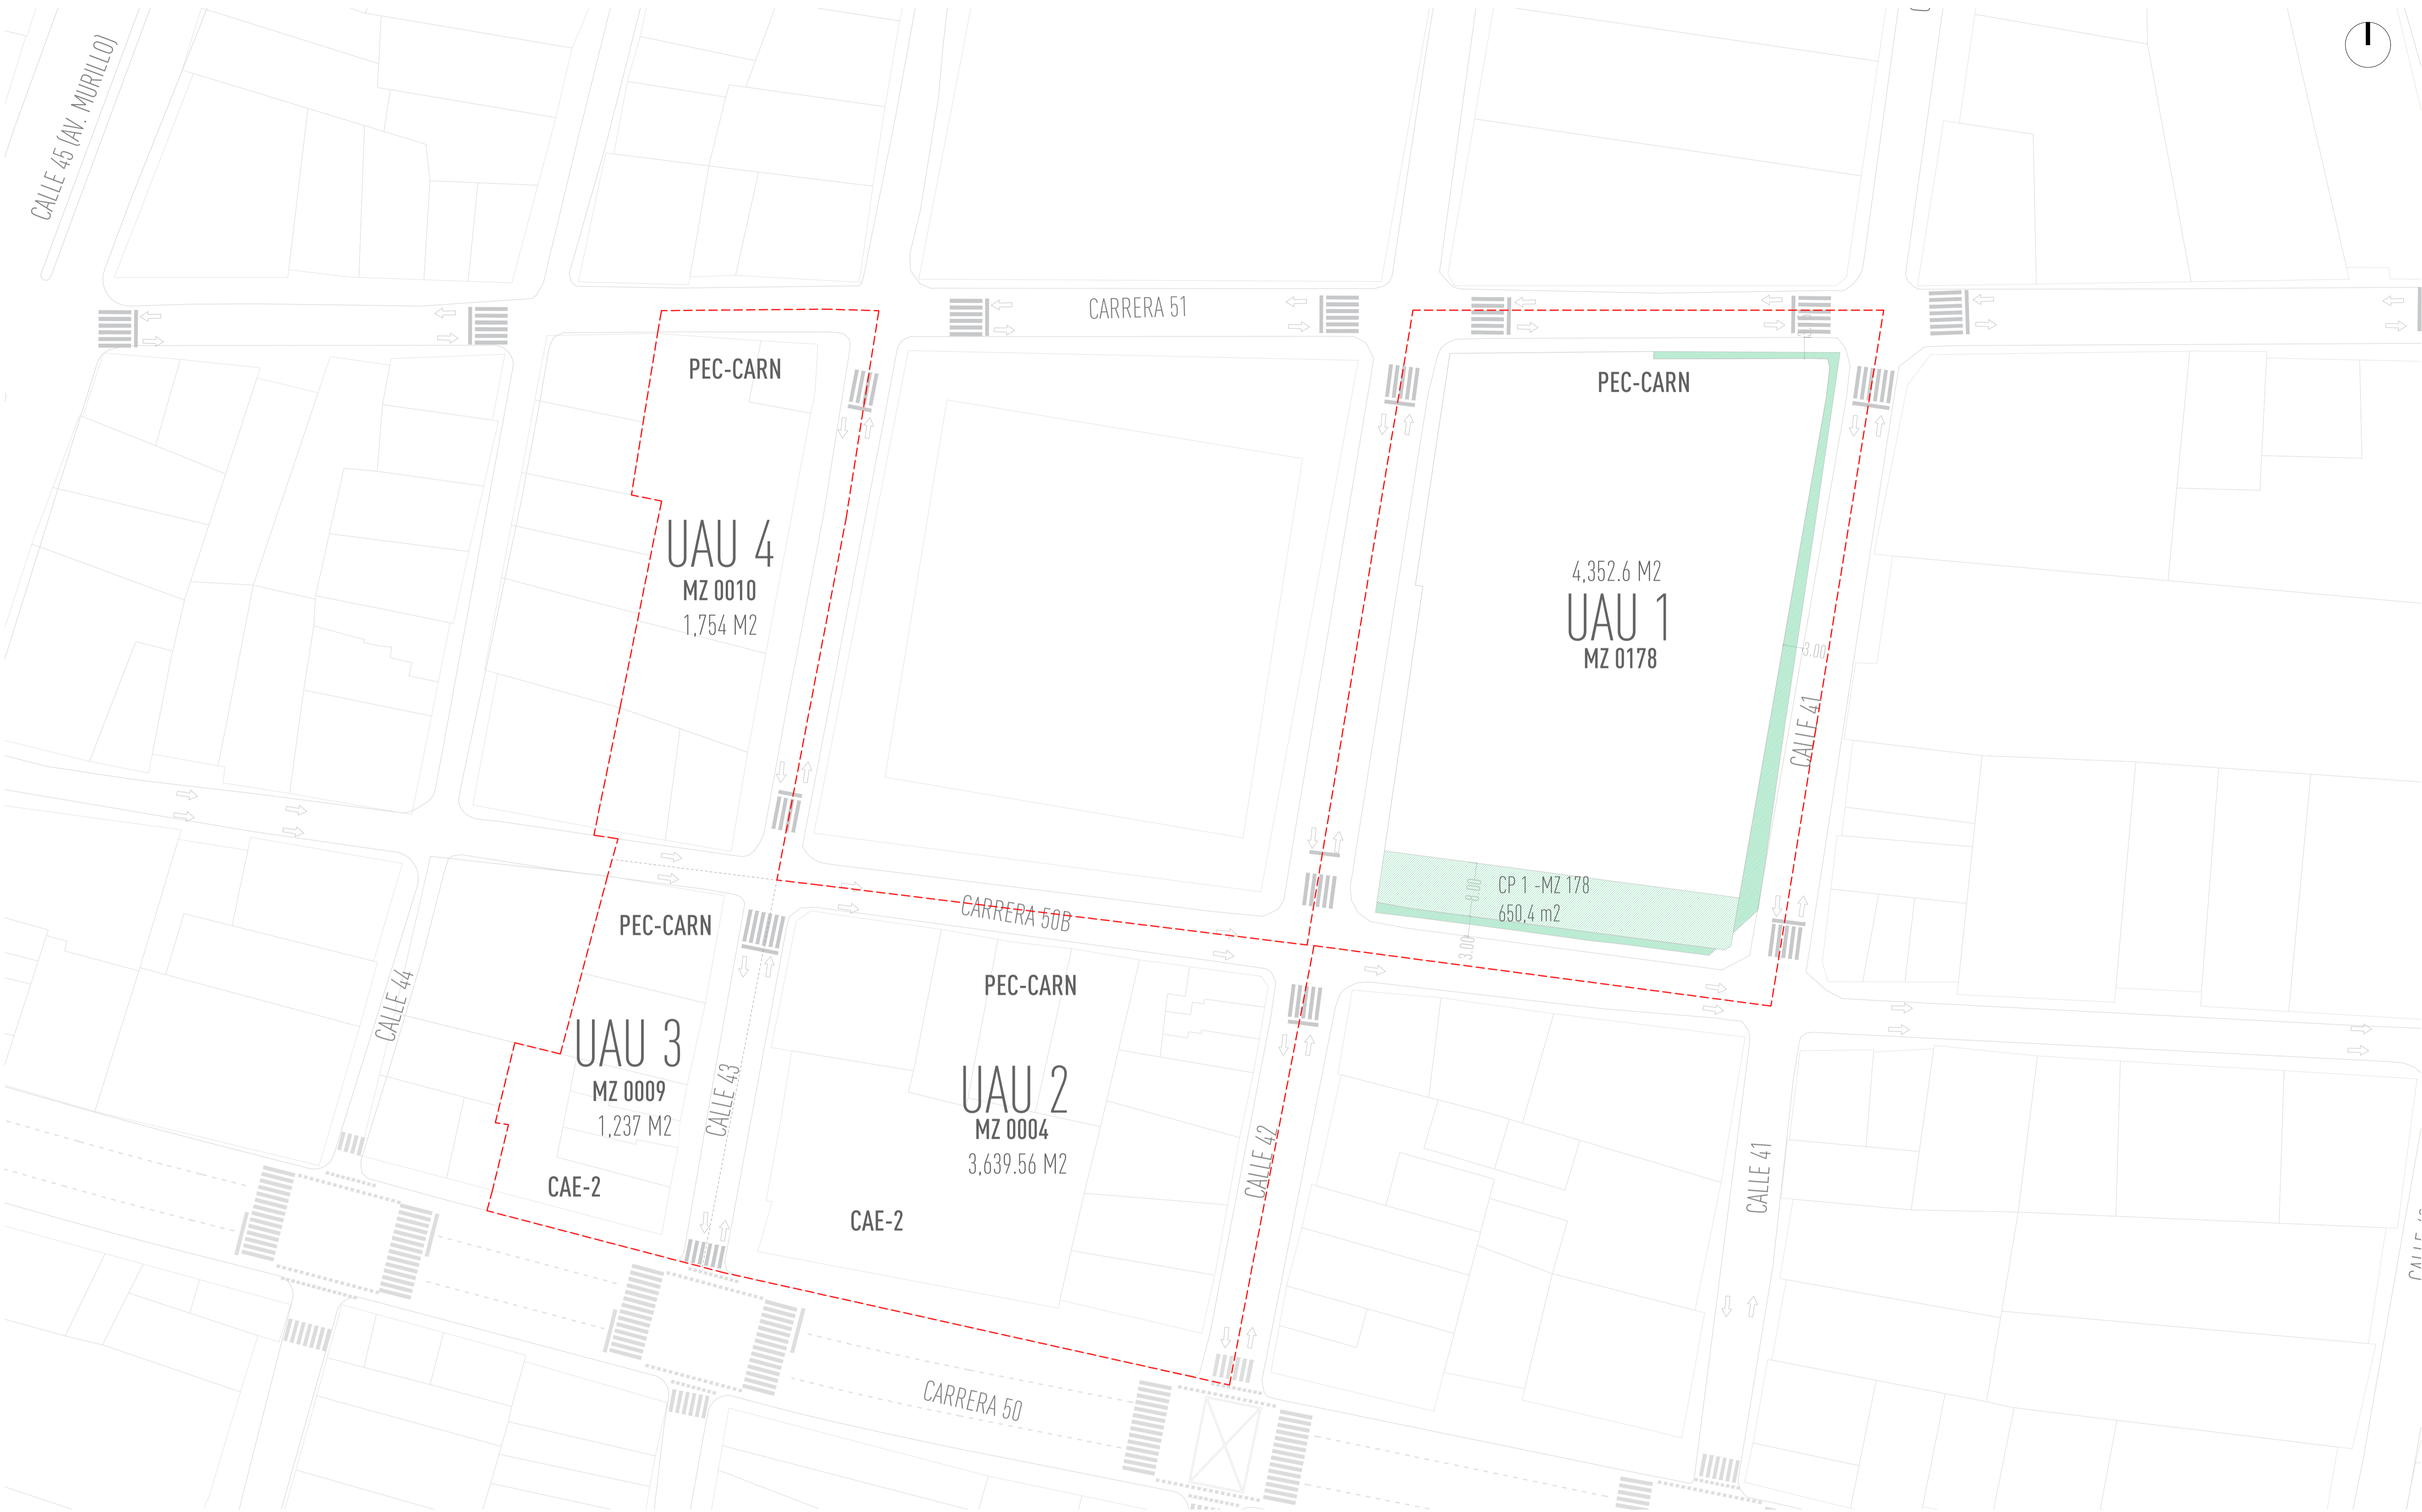 CALLE 45 (AV. MURILLO)
CARRERA 51
PEC-CARN
PEC-CARN
UAU 4
MZ 0010
1,754 M2
4,352.6 M2
UAU 1
MZ 0178
3.00
CALLE 41
CP 1 -MZ 178
650,4 m2
8.00
3.00
CARRERA 50B
PEC-CARN
PEC-CARN
CALLE 44
UAU 3
MZ 0009
1,237 M2
CALLE 43
UAU 2
MZ 0004
3,639.56 M2
CALLE 42
CALLE 41
CAE-2
CAE-2
CARRERA 50